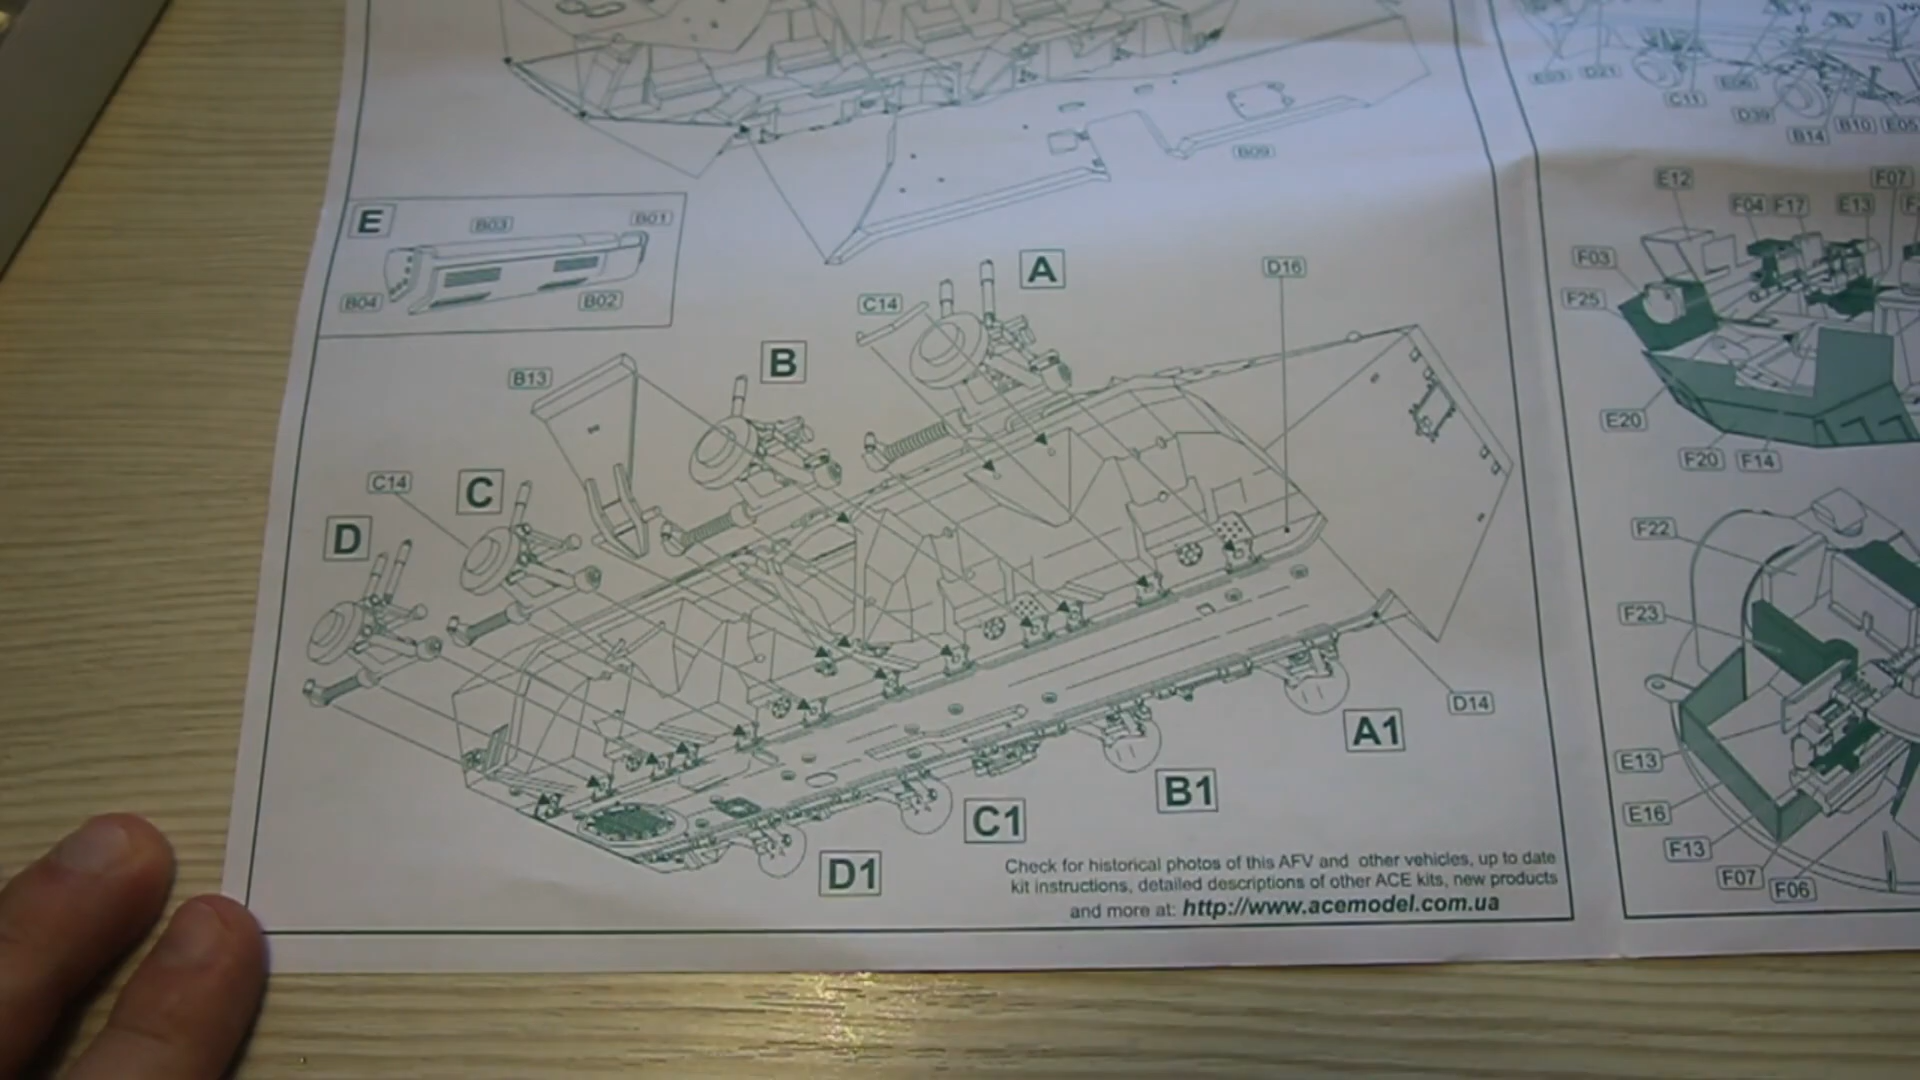 E03 D21
C11
E06
D39
B14 B10 E05
B09
E
B03
B01
B04
B02
A
C14
D16
B
B13
C14
C
D
D14
A1
B1
C1
D1
Check for historical photos of this AFV and other vehicles, up to date
kit instructions, detailed descriptions of other ACE kits, new products
and more at: http://www.acemodel.com.ua
E12
F07
F04 F17 E13
F03
F25
E20
F20 F14
F22
F23
E13
E16
F13
F07
F06